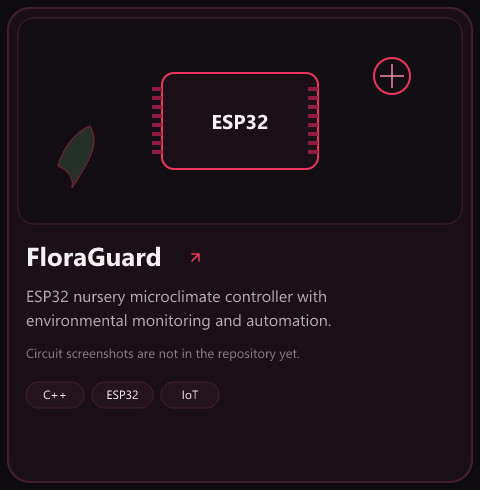 ESP32
FloraGuard
ESP32 nursery microclimate controller with
environmental monitoring and automation.
Circuit screenshots are not in the repository yet.
C++ ESP32 IoT